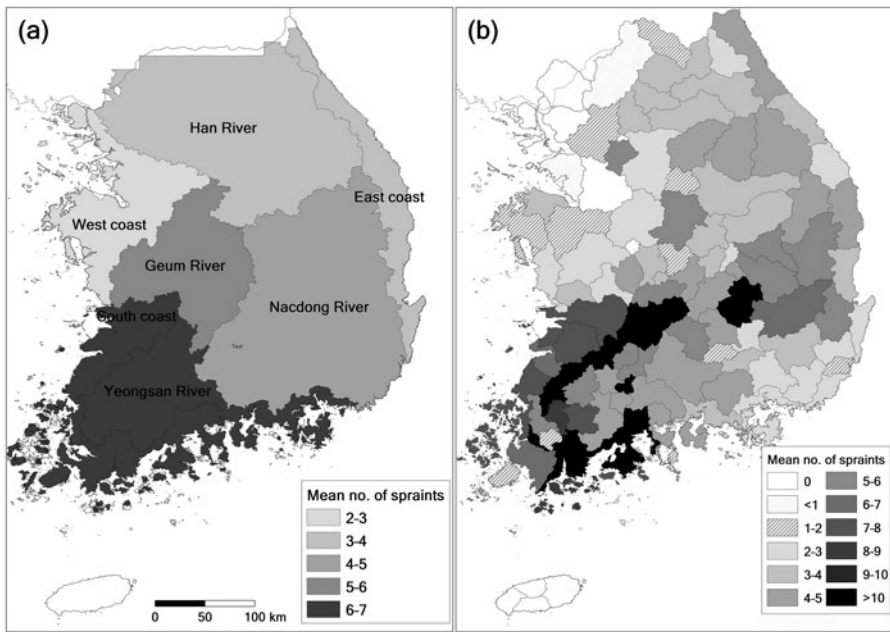 (a)
Han River
East coast
West coast
Geum River
South coast
Nacdong River
Text
Yeongsan River
Mean no. of spraints
2-3
3-4
4-5
5-6
6-7
0 50 100 km
(b)
Mean no. of spraints
0
<1
1-2
2-3
3-4
4-5
5-6
6-7
7-8
8-9
9-10
>10